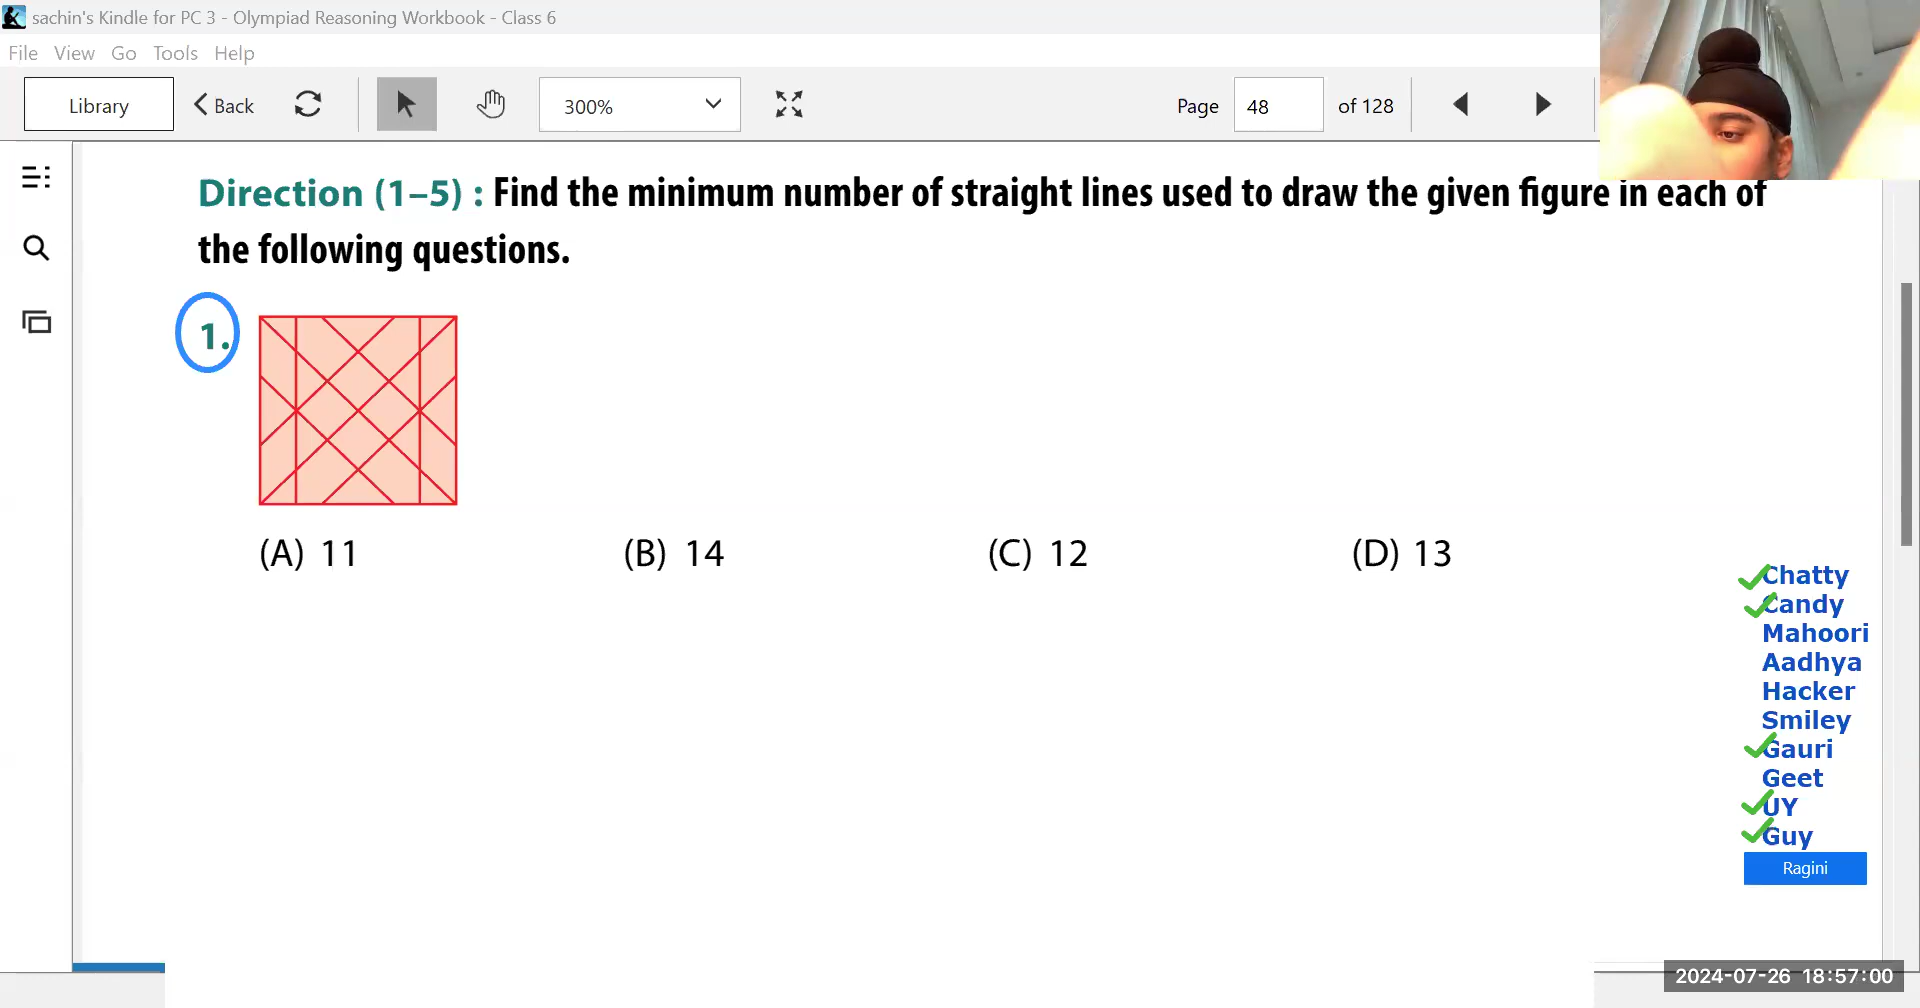 sachin's Kindle for PC 3 - Olympiad Reasoning Workbook - Class 6
File View Go Tools Help
Library Back 300% Page 48 of 128
Direction (1–5) : Find the minimum number of straight lines used to draw the given figure in each of
the following questions.
1.
(A) 11 (B) 14 (C) 12 (D) 13
Chatty
Candy
Mahoori
Aadhya
Hacker
Smiley
Gauri
Geet
UY
Guy
Ragini
2024-07-26 18:57:00